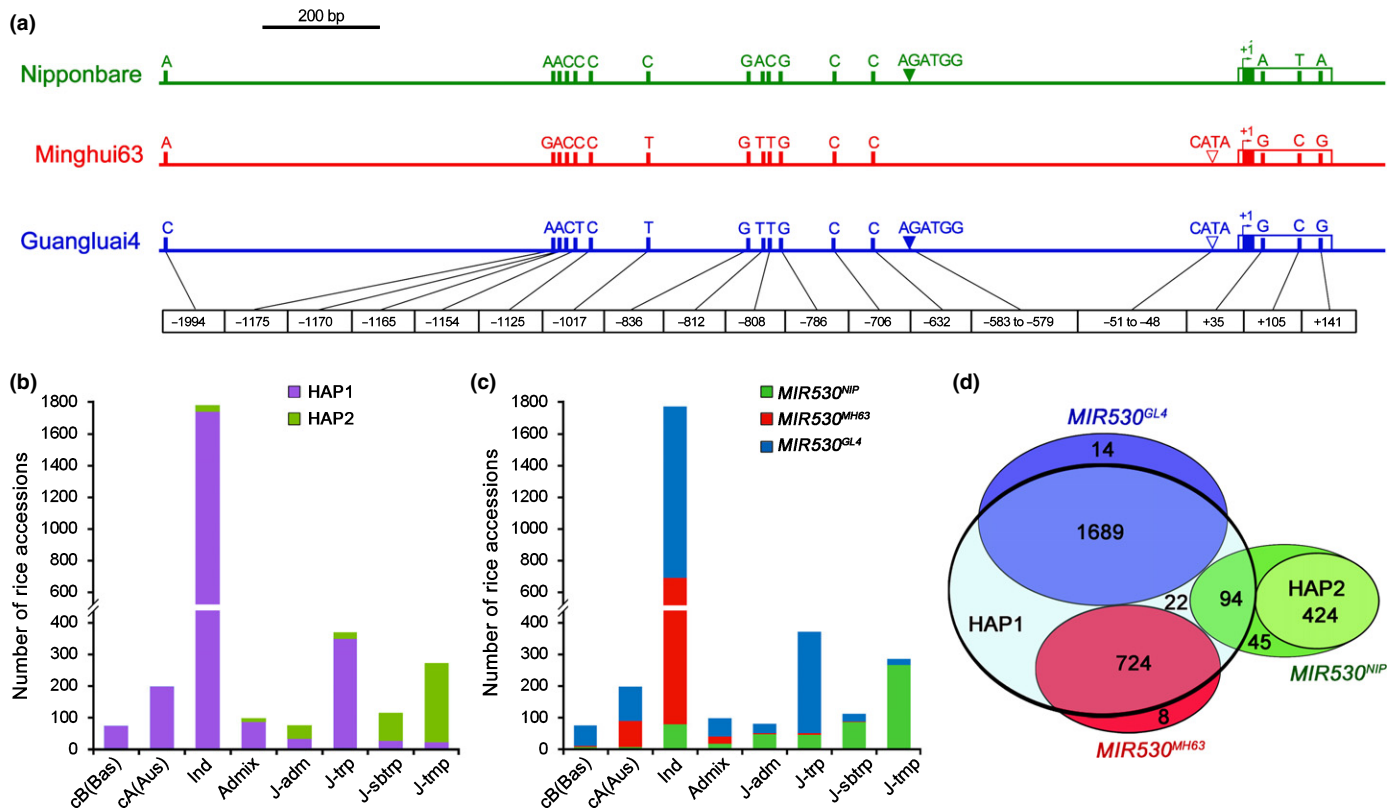 (a)
200 bp
Nipponbare
A AACCC C GACG C C AGATGG +1 A T A
Minghui63
A GACCC T GTTG C C CATA +1 G C G
Guangluai4
C AACTC T GTTG C C AGATGG CATA +1 G C G
−1994 −1175 −1170 −1165 −1154 −1125 −1017 −836 −812 −808 −786 −706 −632 −583 to −579 −51 to −48 +35 +105 +141
(b)
Number of rice accessions
1800
1600
1400
1200
1000
800
600
400
300
200
100
0
HAP1
HAP2
cB(Bas) cA(Aus) Ind Admix J-adm J-trp J-sbtrp J-tmp
(c)
Number of rice accessions
1800
1600
1400
1200
1000
800
600
400
300
200
100
0
MIR530NIP
MIR530MH63
MIR530GL4
cB(Bas) cA(Aus) Ind Admix J-adm J-trp J-sbtrp J-tmp
(d)
MIR530GL4
14
1689
HAP1
22
94
HAP2
424
45
MIR530NIP
724
8
MIR530MH63